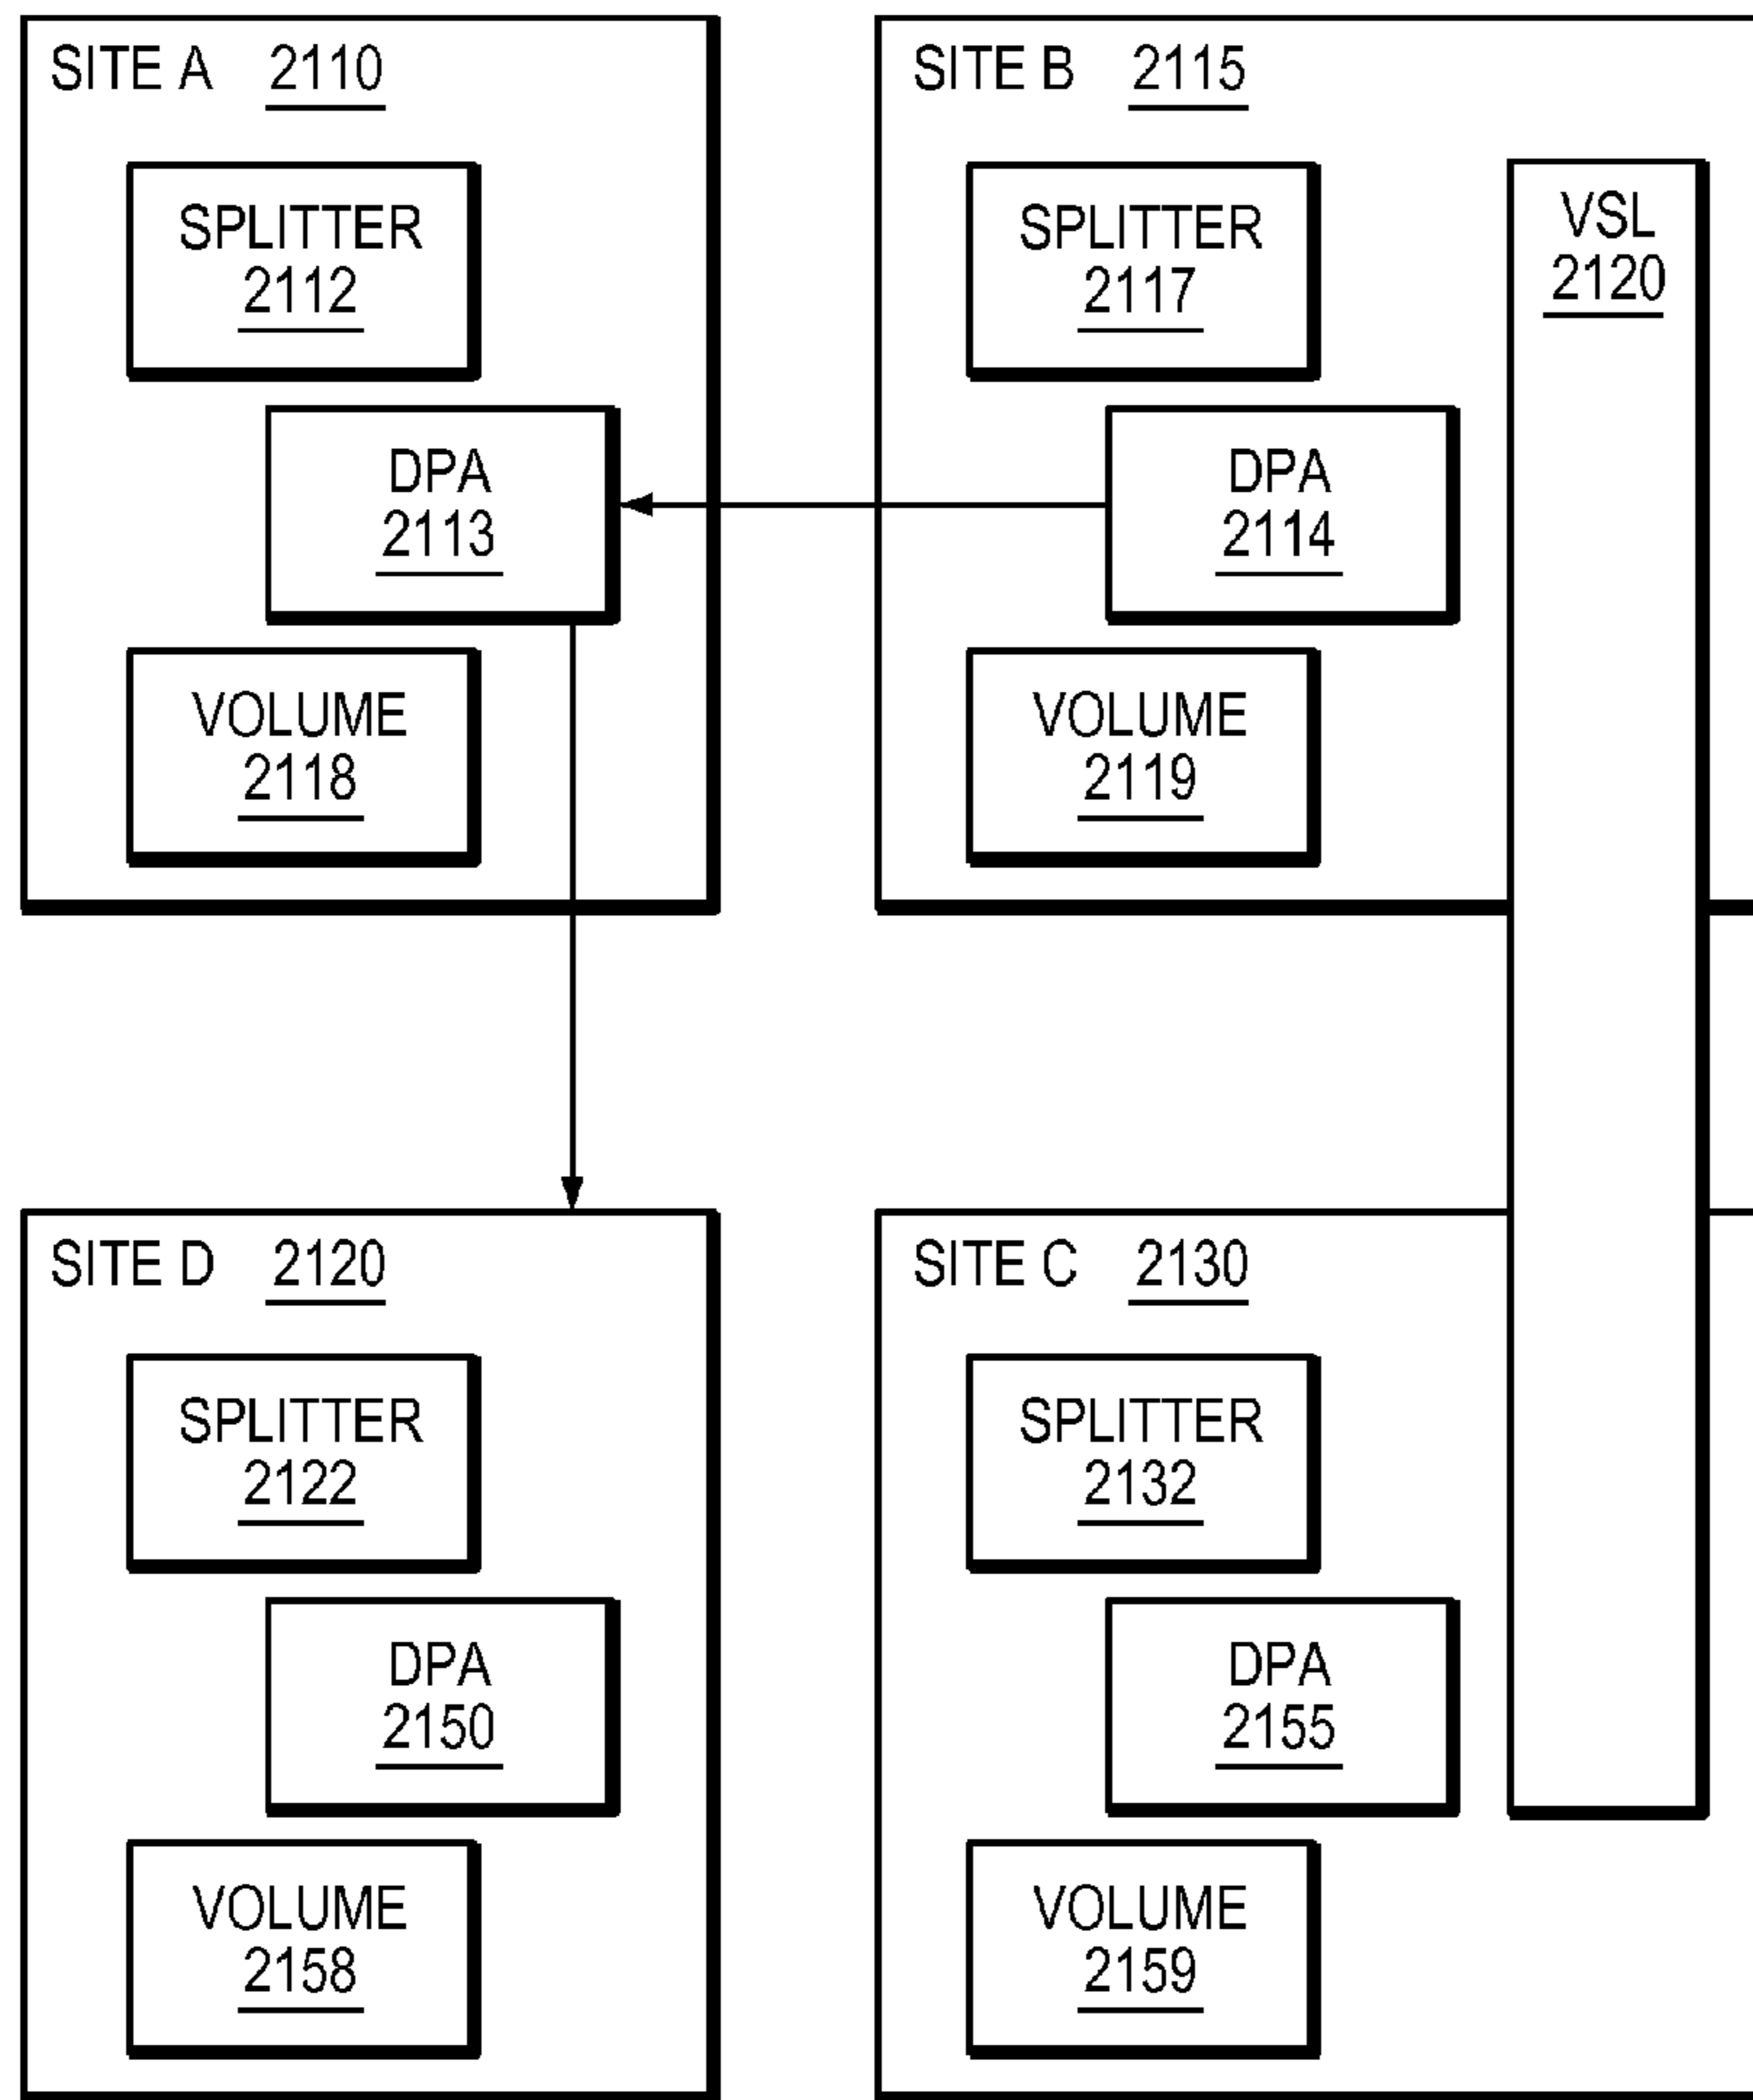 SITE A 2110
SPLITTER
2112
DPA
2113
VOLUME
2118
SITE B 2115
SPLITTER
2117
DPA
2114
VOLUME
2119
VSL
2120
SITE D 2120
SPLITTER
2122
DPA
2150
VOLUME
2158
SITE C 2130
SPLITTER
2132
DPA
2155
VOLUME
2159